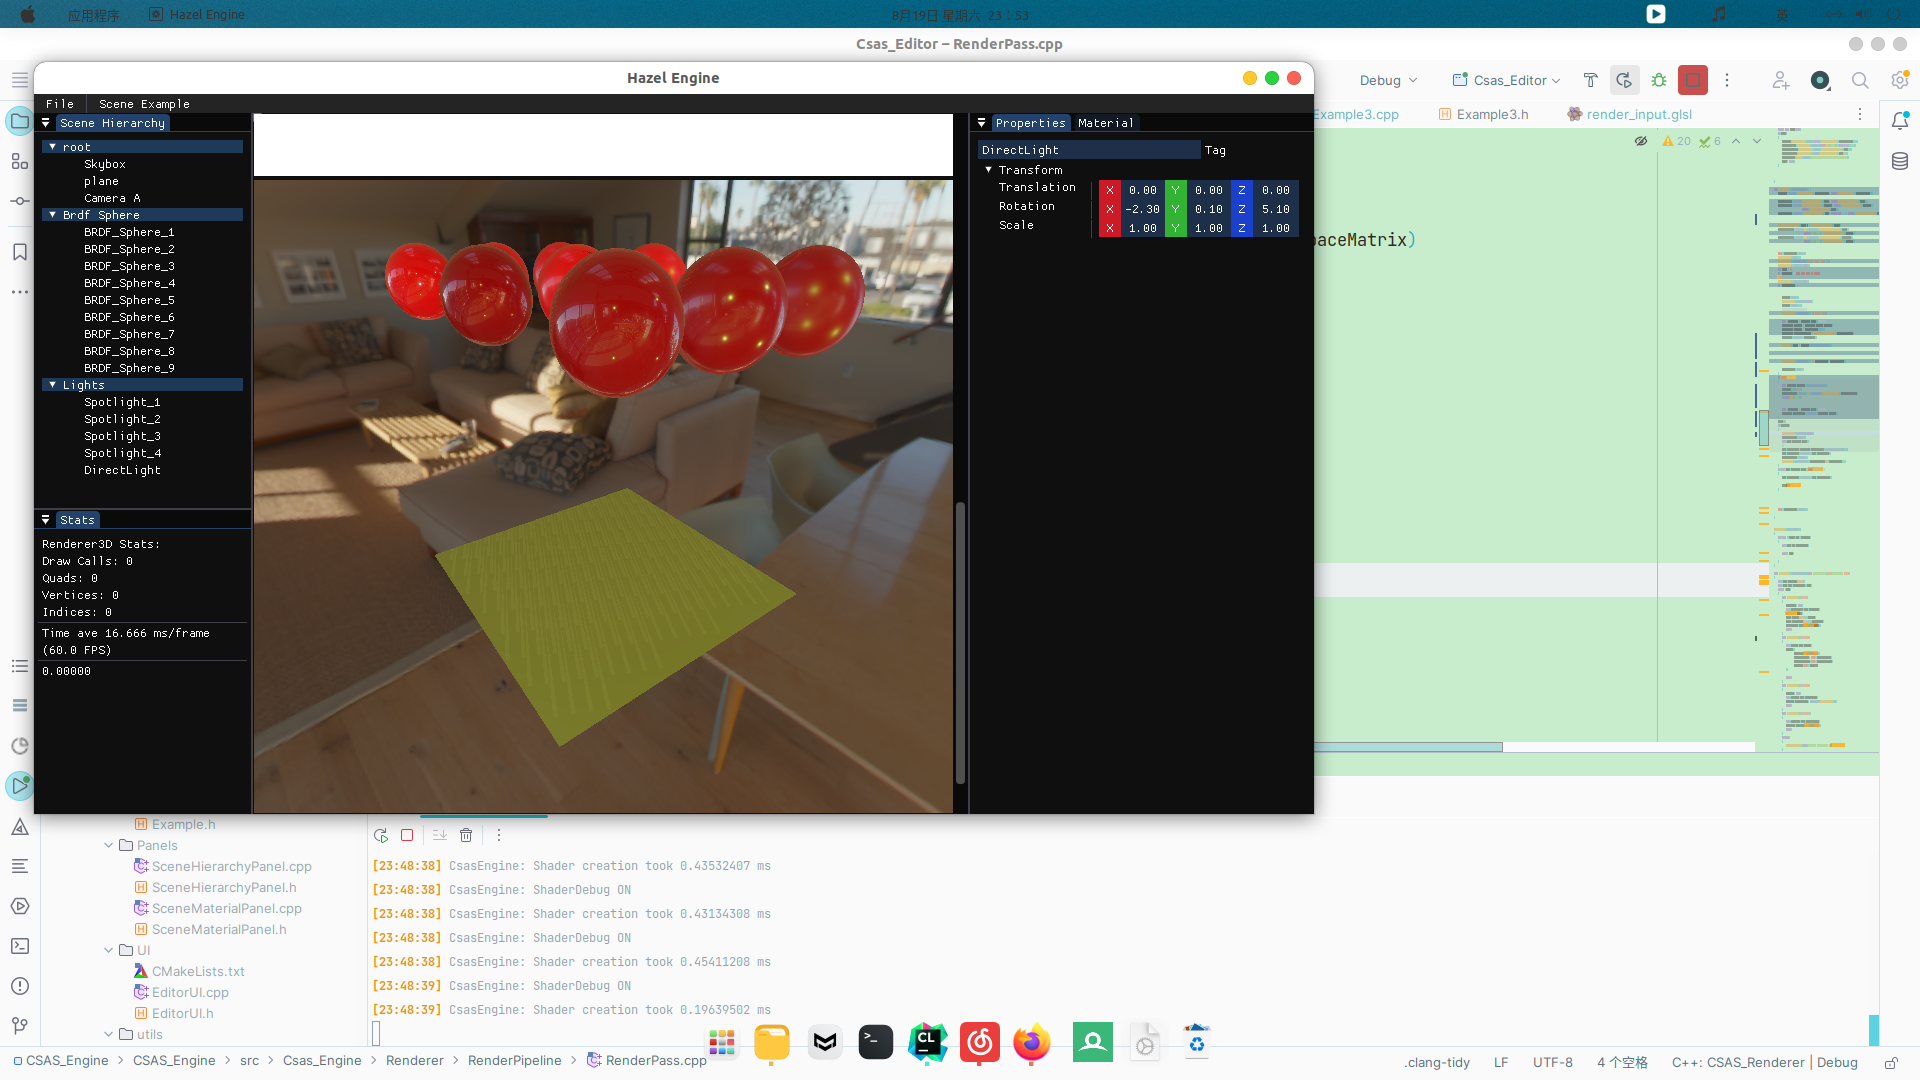 应用程序
Hazel Engine
8月19日 星期六 23:53
英
Csas_Editor – RenderPass.cpp
Hazel Engine
Debug
Csas_Editor
File
Scene Example
Example3.cpp
Example3.h
render_input.glsl
20
6
Scene Hierarchy
root
Skybox
plane
Camera A
Brdf Sphere
BRDF_Sphere_1
BRDF_Sphere_2
BRDF_Sphere_3
BRDF_Sphere_4
BRDF_Sphere_5
BRDF_Sphere_6
BRDF_Sphere_7
BRDF_Sphere_8
BRDF_Sphere_9
Lights
Spotlight_1
Spotlight_2
Spotlight_3
Spotlight_4
DirectLight
Stats
Renderer3D Stats:
Draw Calls: 0
Quads: 0
Vertices: 0
Indices: 0
Time ave 16.666 ms/frame
(60.0 FPS)
0.00000
Properties
Material
DirectLight
Tag
Transform
Translation X 0.00 Y 0.00 Z 0.00
Rotation X -2.30 Y 0.10 Z 5.10
Scale X 1.00 Y 1.00 Z 1.00
paceMatrix)
Example.h
Panels
SceneHierarchyPanel.cpp
SceneHierarchyPanel.h
SceneMaterialPanel.cpp
SceneMaterialPanel.h
UI
CMakeLists.txt
EditorUI.cpp
EditorUI.h
utils
[23:48:38] CsasEngine: Shader creation took 0.43532407 ms
[23:48:38] CsasEngine: ShaderDebug ON
[23:48:38] CsasEngine: Shader creation took 0.43134308 ms
[23:48:38] CsasEngine: ShaderDebug ON
[23:48:38] CsasEngine: Shader creation took 0.45411208 ms
[23:48:39] CsasEngine: ShaderDebug ON
[23:48:39] CsasEngine: Shader creation took 0.19639502 ms
CL
CSAS_Engine > CSAS_Engine > src > Csas_Engine > Renderer > RenderPipeline > RenderPass.cpp
.clang-tidy
LF
UTF-8
4 个空格
C++: CSAS_Renderer | Debug